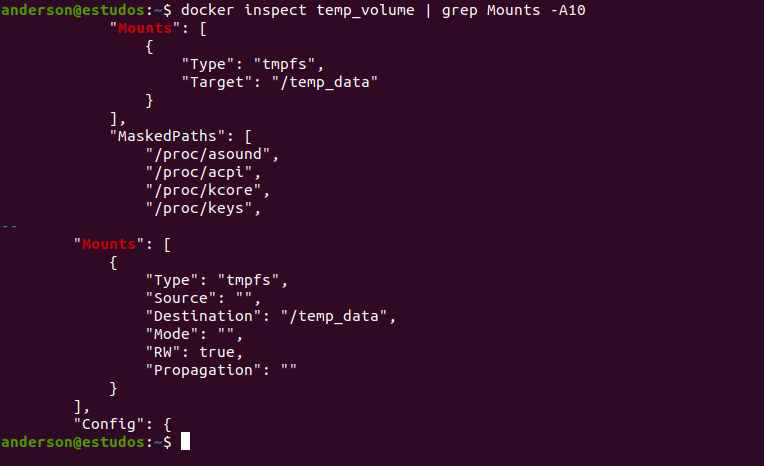 anderson@estudos:~$ docker inspect temp_volume | grep Mounts -A10
            "Mounts": [
                {
                    "Type": "tmpfs",
                    "Target": "/temp_data"
                }
            ],
            "MaskedPaths": [
                "/proc/asound",
                "/proc/acpi",
                "/proc/kcore",
                "/proc/keys",
--
        "Mounts": [
            {
                "Type": "tmpfs",
                "Source": "",
                "Destination": "/temp_data",
                "Mode": "",
                "RW": true,
                "Propagation": ""
            }
        ],
        "Config": {
anderson@estudos:~$